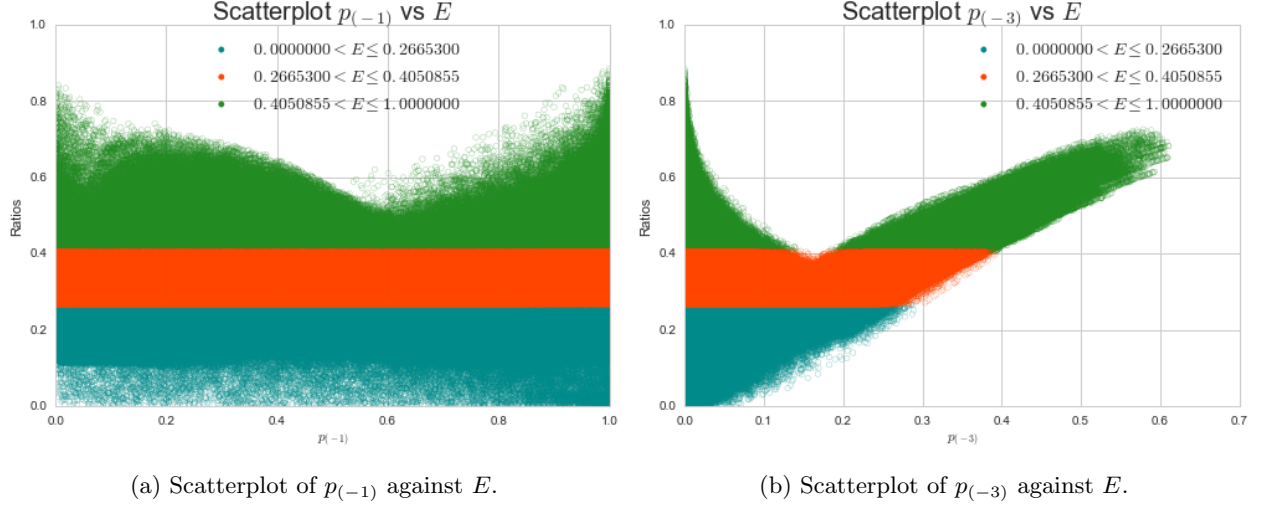 Scatterplot p(−1) vs E
1.0
0.8
0.6
0.4
0.2
0.0
Ratios
0.0000000 < E ≤ 0.2665300
0.2665300 < E ≤ 0.4050855
0.4050855 < E ≤ 1.0000000
0.0 0.2 0.4 0.6 0.8 1.0
p(−1)
(a) Scatterplot of p(−1) against E.
Scatterplot p(−3) vs E
1.0
0.8
0.6
0.4
0.2
0.0
Ratios
0.0000000 < E ≤ 0.2665300
0.2665300 < E ≤ 0.4050855
0.4050855 < E ≤ 1.0000000
0.0 0.1 0.2 0.3 0.4 0.5 0.6 0.7
p(−3)
(b) Scatterplot of p(−3) against E.